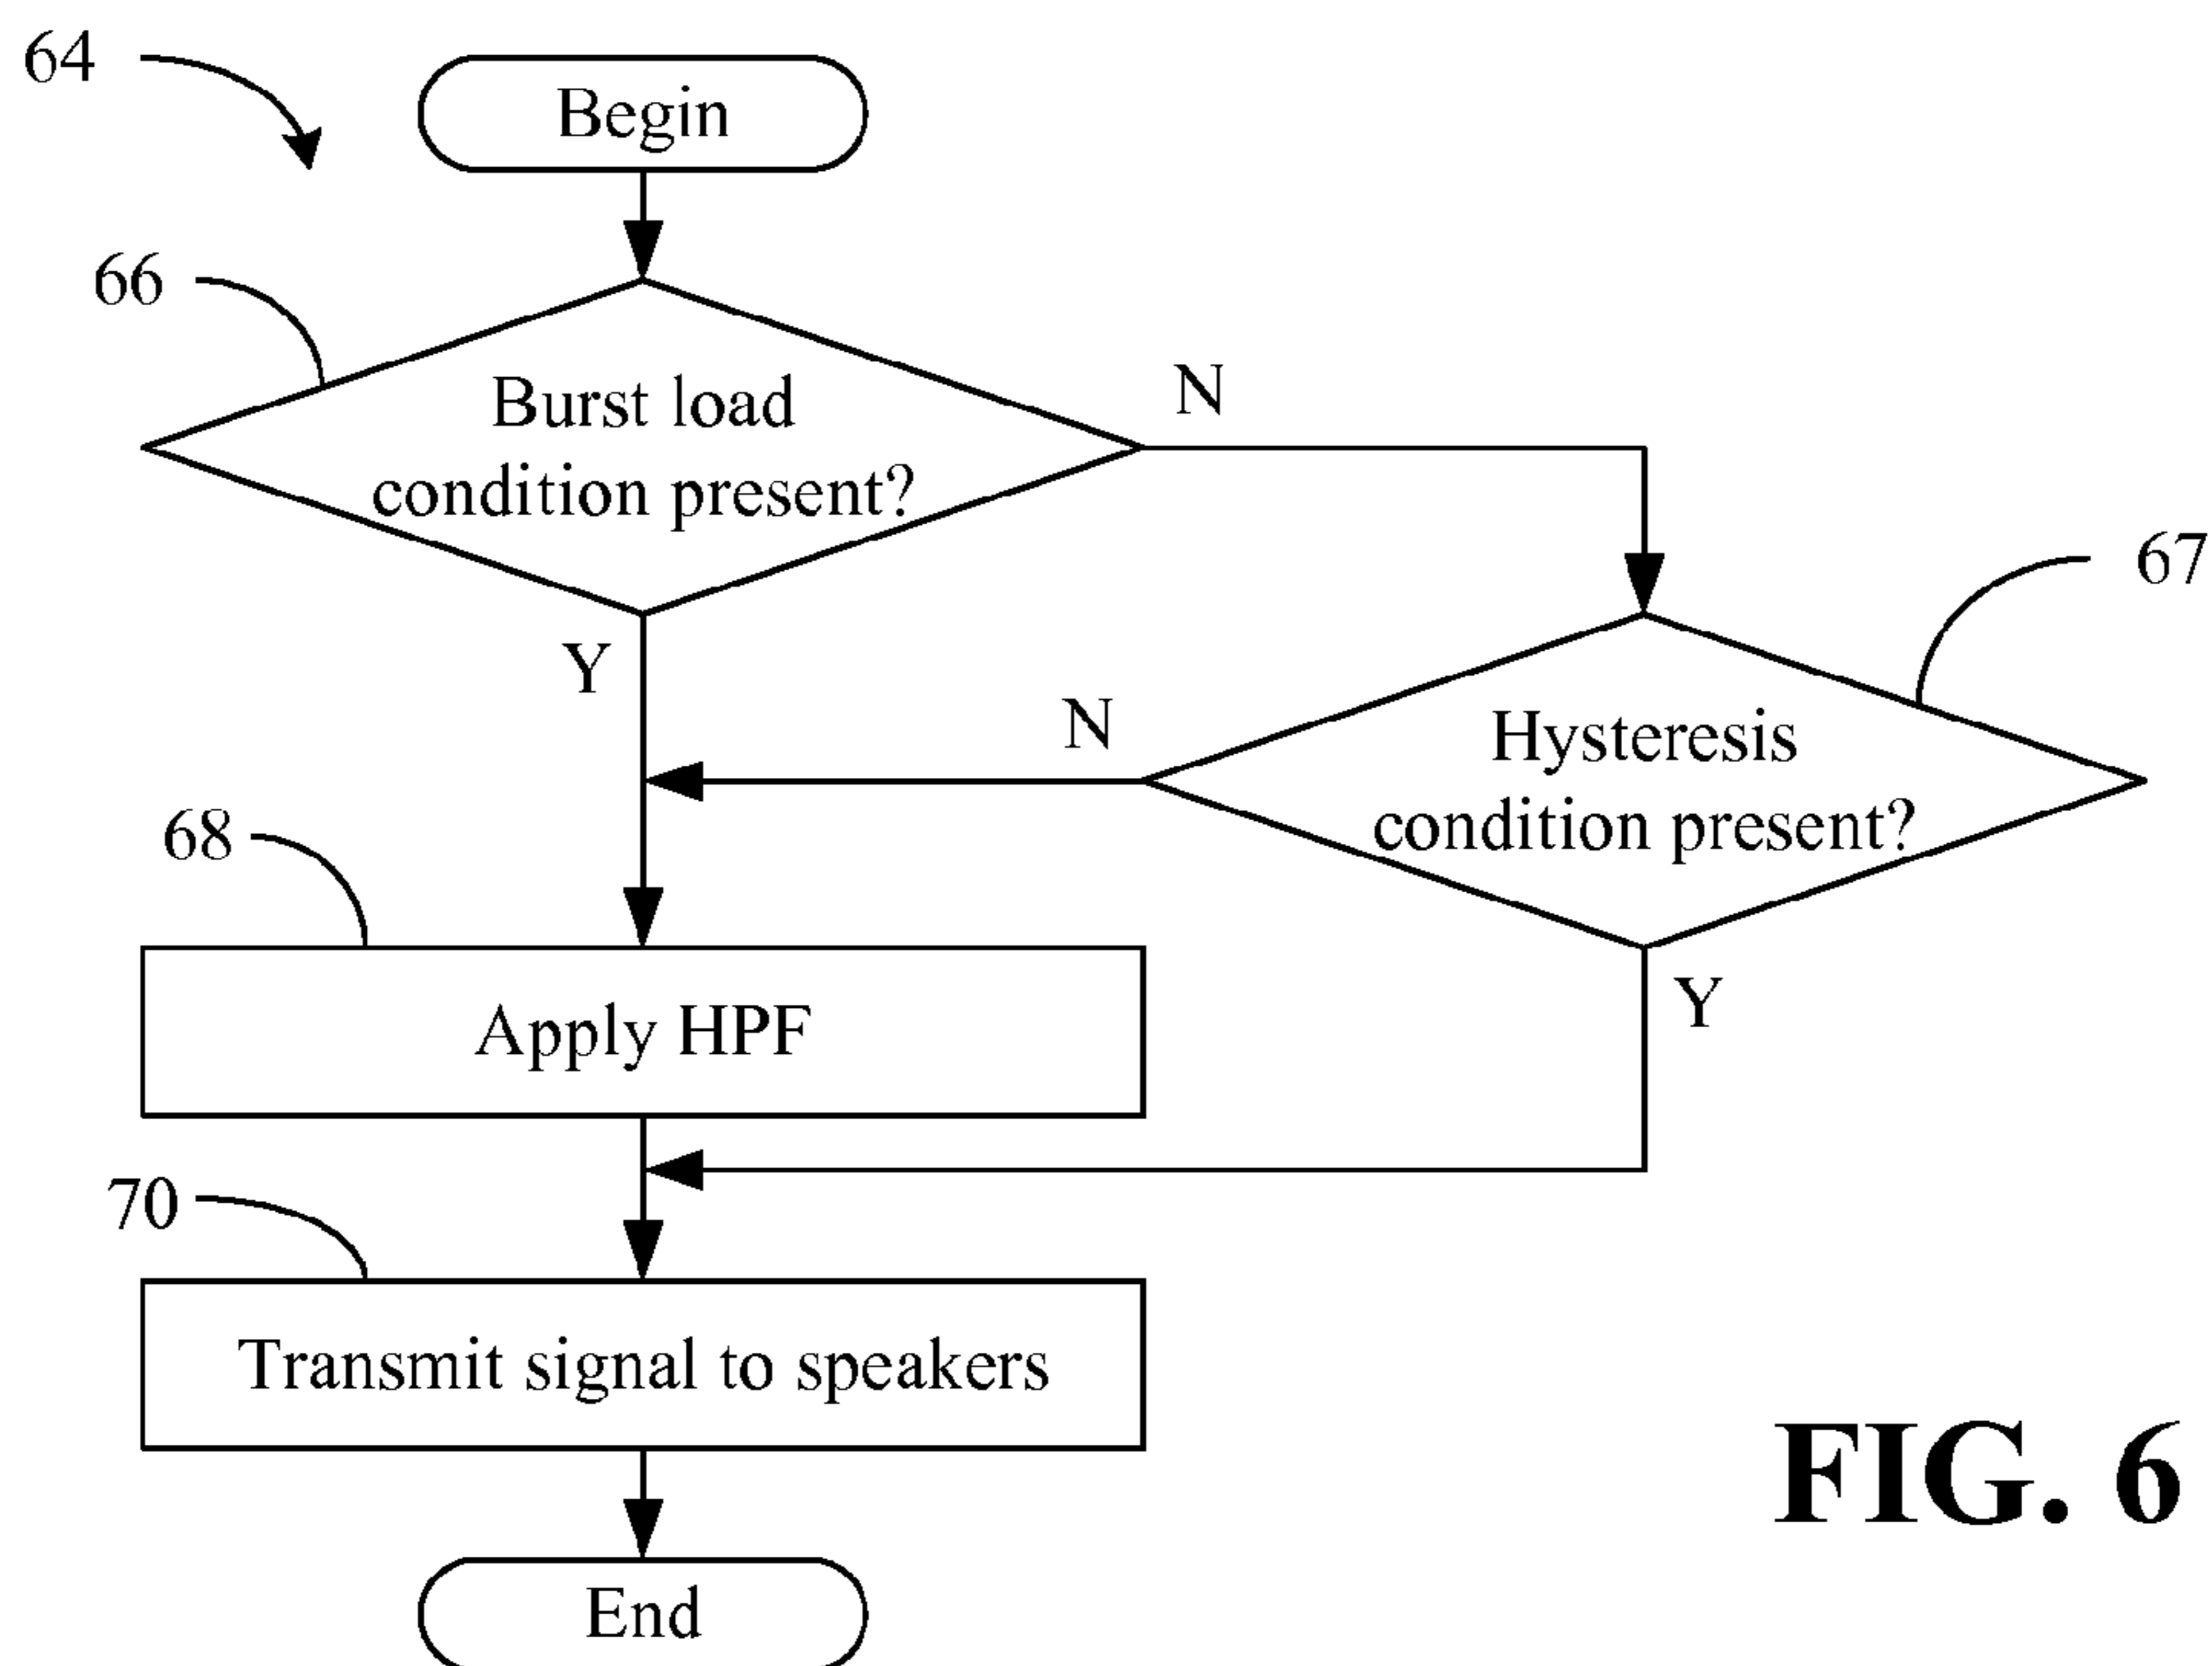 64
Begin
66
Burst load
condition present?
N
67
Y
N
Hysteresis
condition present?
68
Apply HPF
Y
70
Transmit signal to speakers
FIG. 6
End